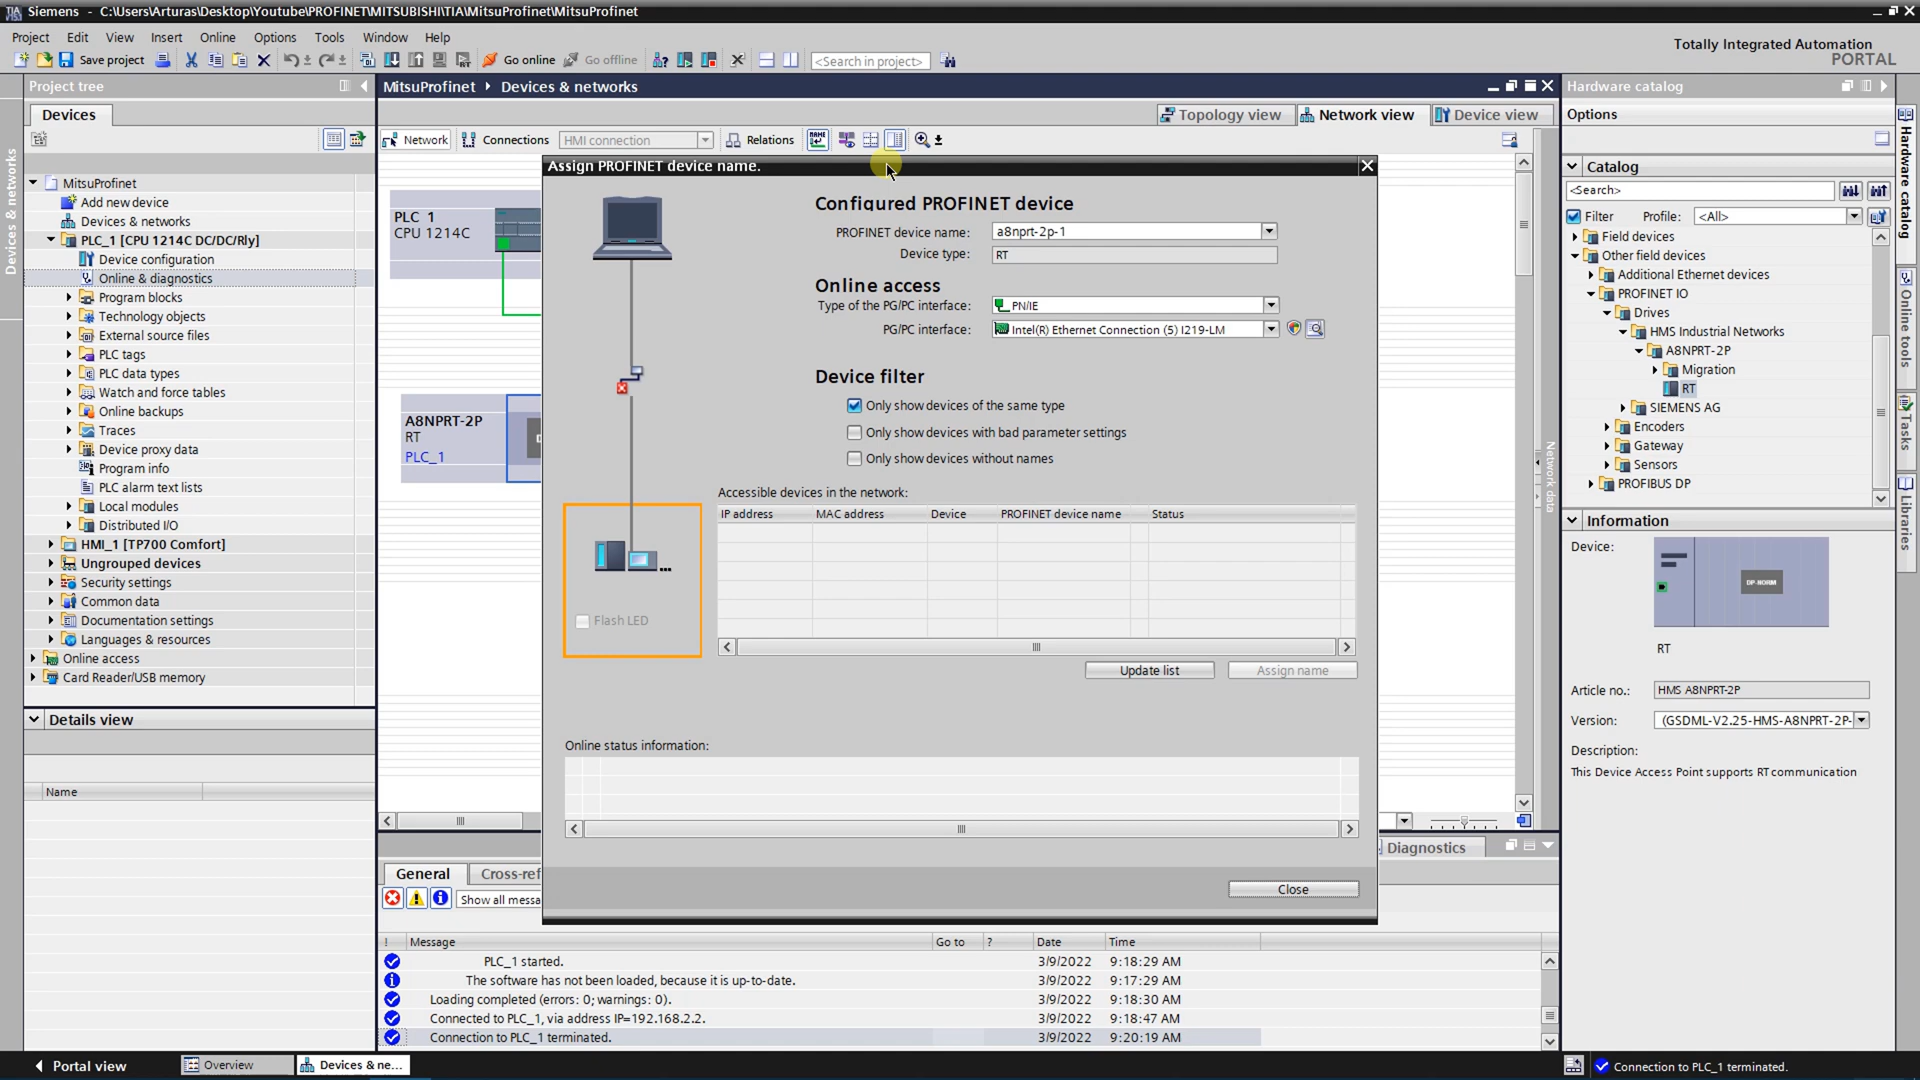 Siemens - C:\Users\Arturas\Desktop\Youtube\PROFINET\MITSUBISHI\TIA\MitsuProfinet\MitsuProfinet
Project Edit View Insert Online Options Tools Window Help
Totally Integrated Automation
PORTAL
Save project
Go online
Go offline
<Search in project>
Project tree
Devices
Devices & networks
MitsuProfinet
Add new device
Devices & networks
PLC_1 [CPU 1214C DC/DC/Rly]
Device configuration
Online & diagnostics
Program blocks
Technology objects
External source files
PLC tags
PLC data types
Watch and force tables
Online backups
Traces
Device proxy data
Program info
PLC alarm text lists
Local modules
Distributed I/O
HMI_1 [TP700 Comfort]
Ungrouped devices
Security settings
Common data
Documentation settings
Languages & resources
Online access
Card Reader/USB memory
Details view
Name
MitsuProfinet Devices & networks
Topology view
Network view
Device view
Network
Connections
HMI connection
Relations
PLC 1
CPU 1214C
A8NPRT-2P
RT
PLC_1
Network data
Assign PROFINET device name.
Configured PROFINET device
PROFINET device name: a8nprt-2p-1
Device type: RT
Online access
Type of the PG/PC interface: PN/IE
PG/PC interface: Intel(R) Ethernet Connection (5) I219-LM
Device filter
Only show devices of the same type
Only show devices with bad parameter settings
Only show devices without names
Accessible devices in the network:
IP address MAC address Device PROFINET device name Status
Flash LED
Update list
Assign name
Online status information:
Close
Diagnostics
General
Cross-ref
Show all messa
! Message Go to ? Date Time
PLC_1 started. 3/9/2022 9:18:29 AM
The software has not been loaded, because it is up-to-date. 3/9/2022 9:17:29 AM
Loading completed (errors: 0; warnings: 0). 3/9/2022 9:18:30 AM
Connected to PLC_1, via address IP=192.168.2.2. 3/9/2022 9:18:47 AM
Connection to PLC_1 terminated. 3/9/2022 9:20:19 AM
Hardware catalog
Options
Catalog
<Search>
Filter Profile: <All>
Field devices
Other field devices
Additional Ethernet devices
PROFINET IO
Drives
HMS Industrial Networks
A8NPRT-2P
Migration
RT
SIEMENS AG
Encoders
Gateway
Sensors
PROFIBUS DP
Information
Device:
DP-NORM
RT
Article no.: HMS A8NPRT-2P
Version: (GSDML-V2.25-HMS-A8NPRT-2P-
Description:
This Device Access Point supports RT communication
Hardware catalog
Online tools
Tasks
Libraries
Portal view
Overview
Devices & ne...
Connection to PLC_1 terminated.